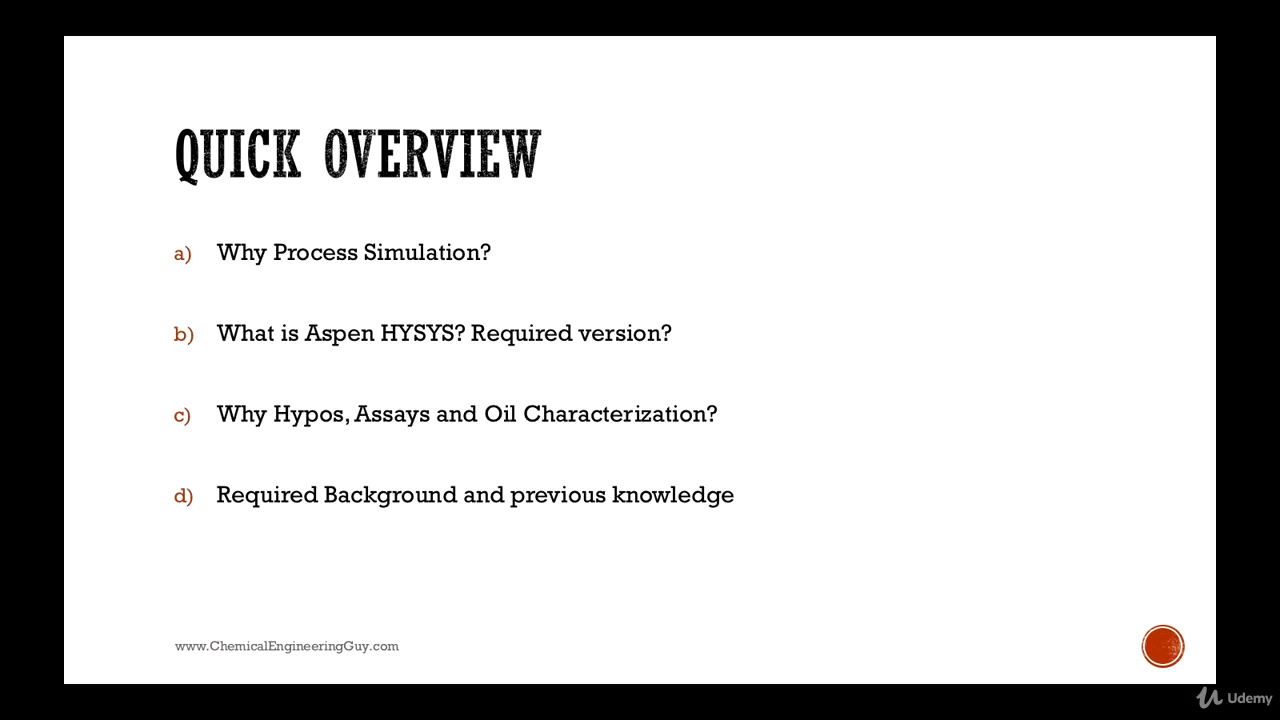 QUICK OVERVIEW
a) Why Process Simulation?
b) What is Aspen HYSYS? Required version?
c) Why Hypos, Assays and Oil Characterization?
d) Required Background and previous knowledge
www.ChemicalEngineeringGuy.com
Udemy